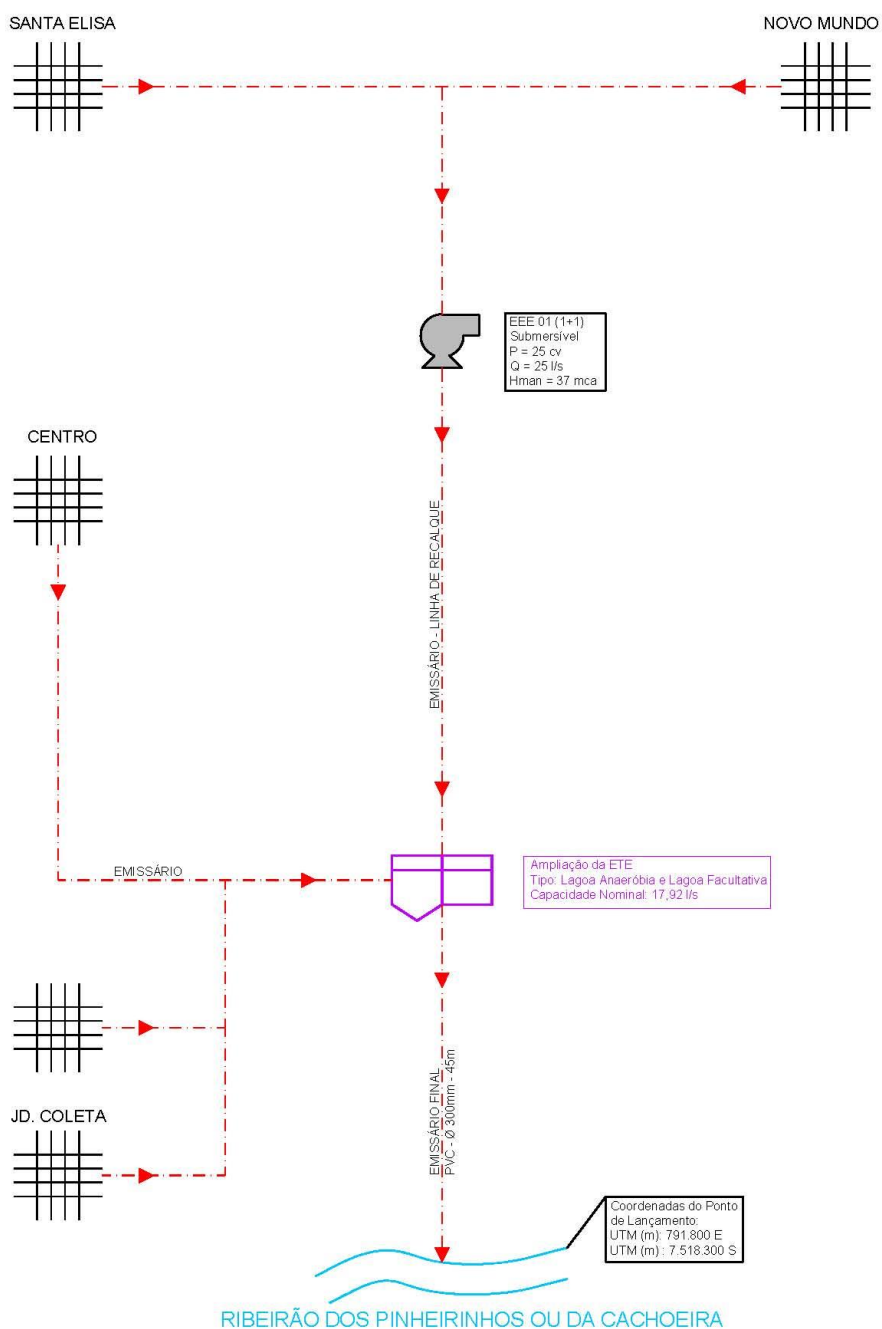 SANTA ELISA
NOVO MUNDO
EEE 01 (1+1)
Submersível
P = 25 cv
Q = 25 l/s
Hman = 37 mca
CENTRO
EMISSÁRIO - LINHA DE RECALQUE
EMISSÁRIO
Ampliação da ETE
Tipo: Lagoa Anaeróbia e Lagoa Facultativa
Capacidade Nominal: 17,92 l/s
JD. COLETA
EMISSÁRIO FINAL
PVC - Ø 300mm - 45m
Coordenadas do Ponto
de Lançamento:
UTM (m): 791.800 E
UTM (m) : 7.518.300 S
RIBEIRÃO DOS PINHEIRINHOS OU DA CACHOEIRA